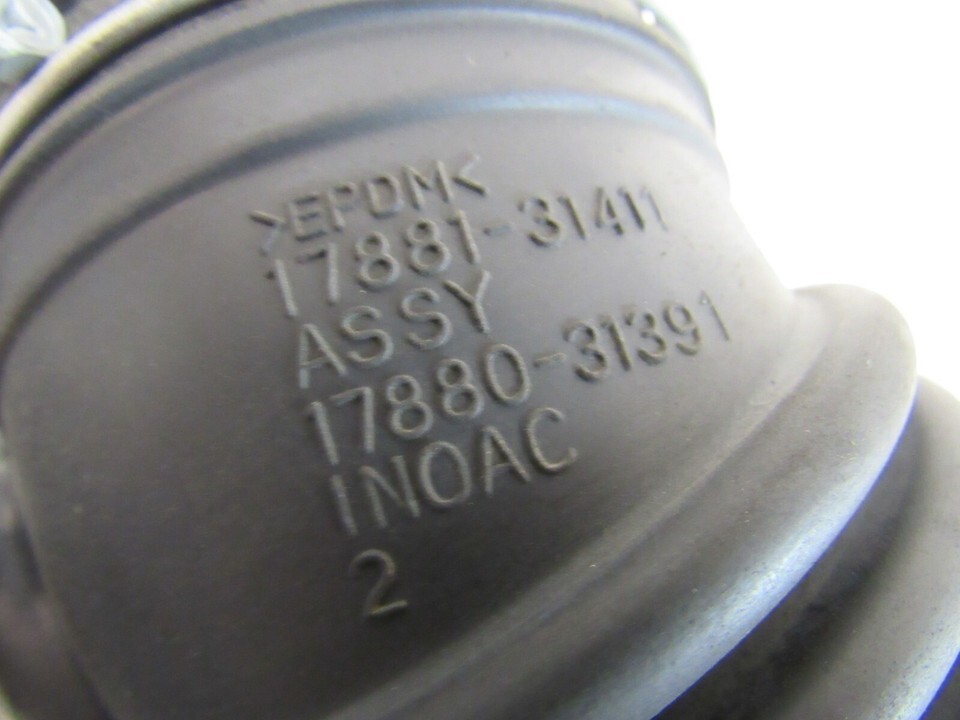 >EPDM<
17881-31411
ASSY
17880-31391
INOAC
2